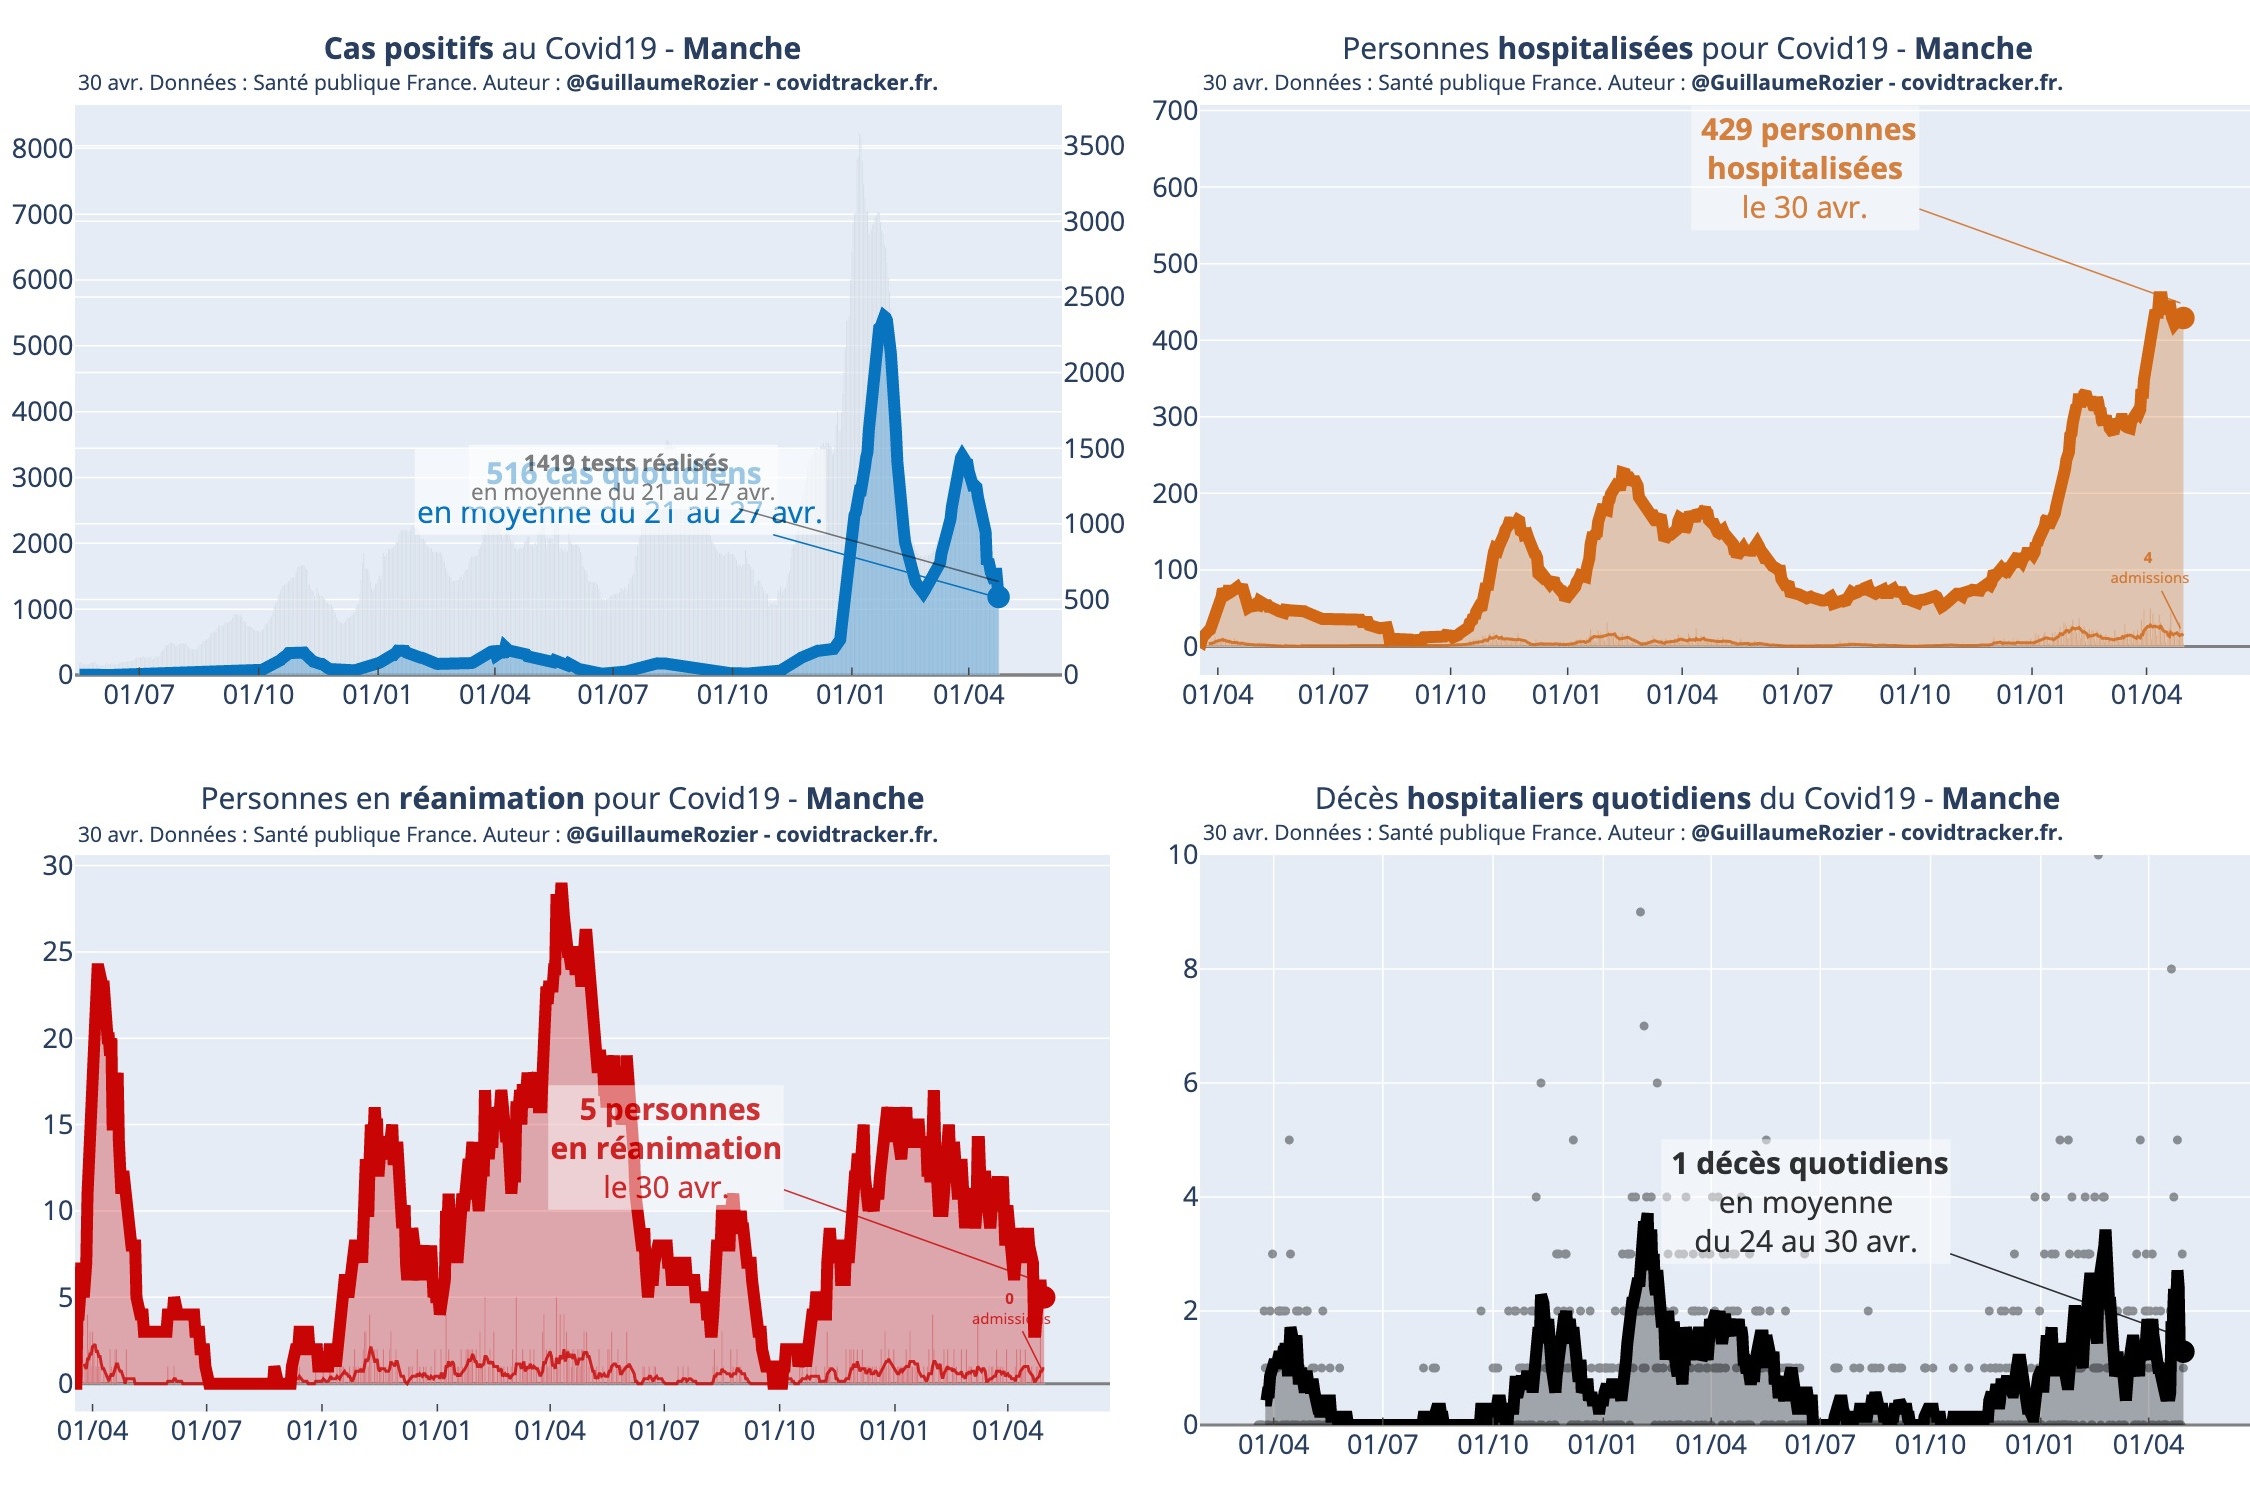 Cas positifs au Covid19 - Manche
30 avr. Données : Santé publique France. Auteur : @GuillaumeRozier - covidtracker.fr.
8000
7000
6000
5000
4000
3000
2000
1000
0
3500
3000
2500
2000
1500
1000
500
0
1419 tests réalisés
en moyenne du 21 au 27 avr.
516 cas quotidiens
en moyenne du 21 au 27 avr.
01/07 01/10 01/01 01/04 01/07 01/10 01/01 01/04
Personnes hospitalisées pour Covid19 - Manche
30 avr. Données : Santé publique France. Auteur : @GuillaumeRozier - covidtracker.fr.
700
600
500
400
300
200
100
0
429 personnes
hospitalisées
le 30 avr.
4
admissions
01/04 01/07 01/10 01/01 01/04 01/07 01/10 01/01 01/04
Personnes en réanimation pour Covid19 - Manche
30 avr. Données : Santé publique France. Auteur : @GuillaumeRozier - covidtracker.fr.
30
25
20
15
10
5
0
5 personnes
en réanimation
le 30 avr.
0
admissions
01/04 01/07 01/10 01/01 01/04 01/07 01/10 01/01 01/04
Décès hospitaliers quotidiens du Covid19 - Manche
30 avr. Données : Santé publique France. Auteur : @GuillaumeRozier - covidtracker.fr.
10
8
6
4
2
0
1 décès quotidiens
en moyenne
du 24 au 30 avr.
01/04 01/07 01/10 01/01 01/04 01/07 01/10 01/01 01/04